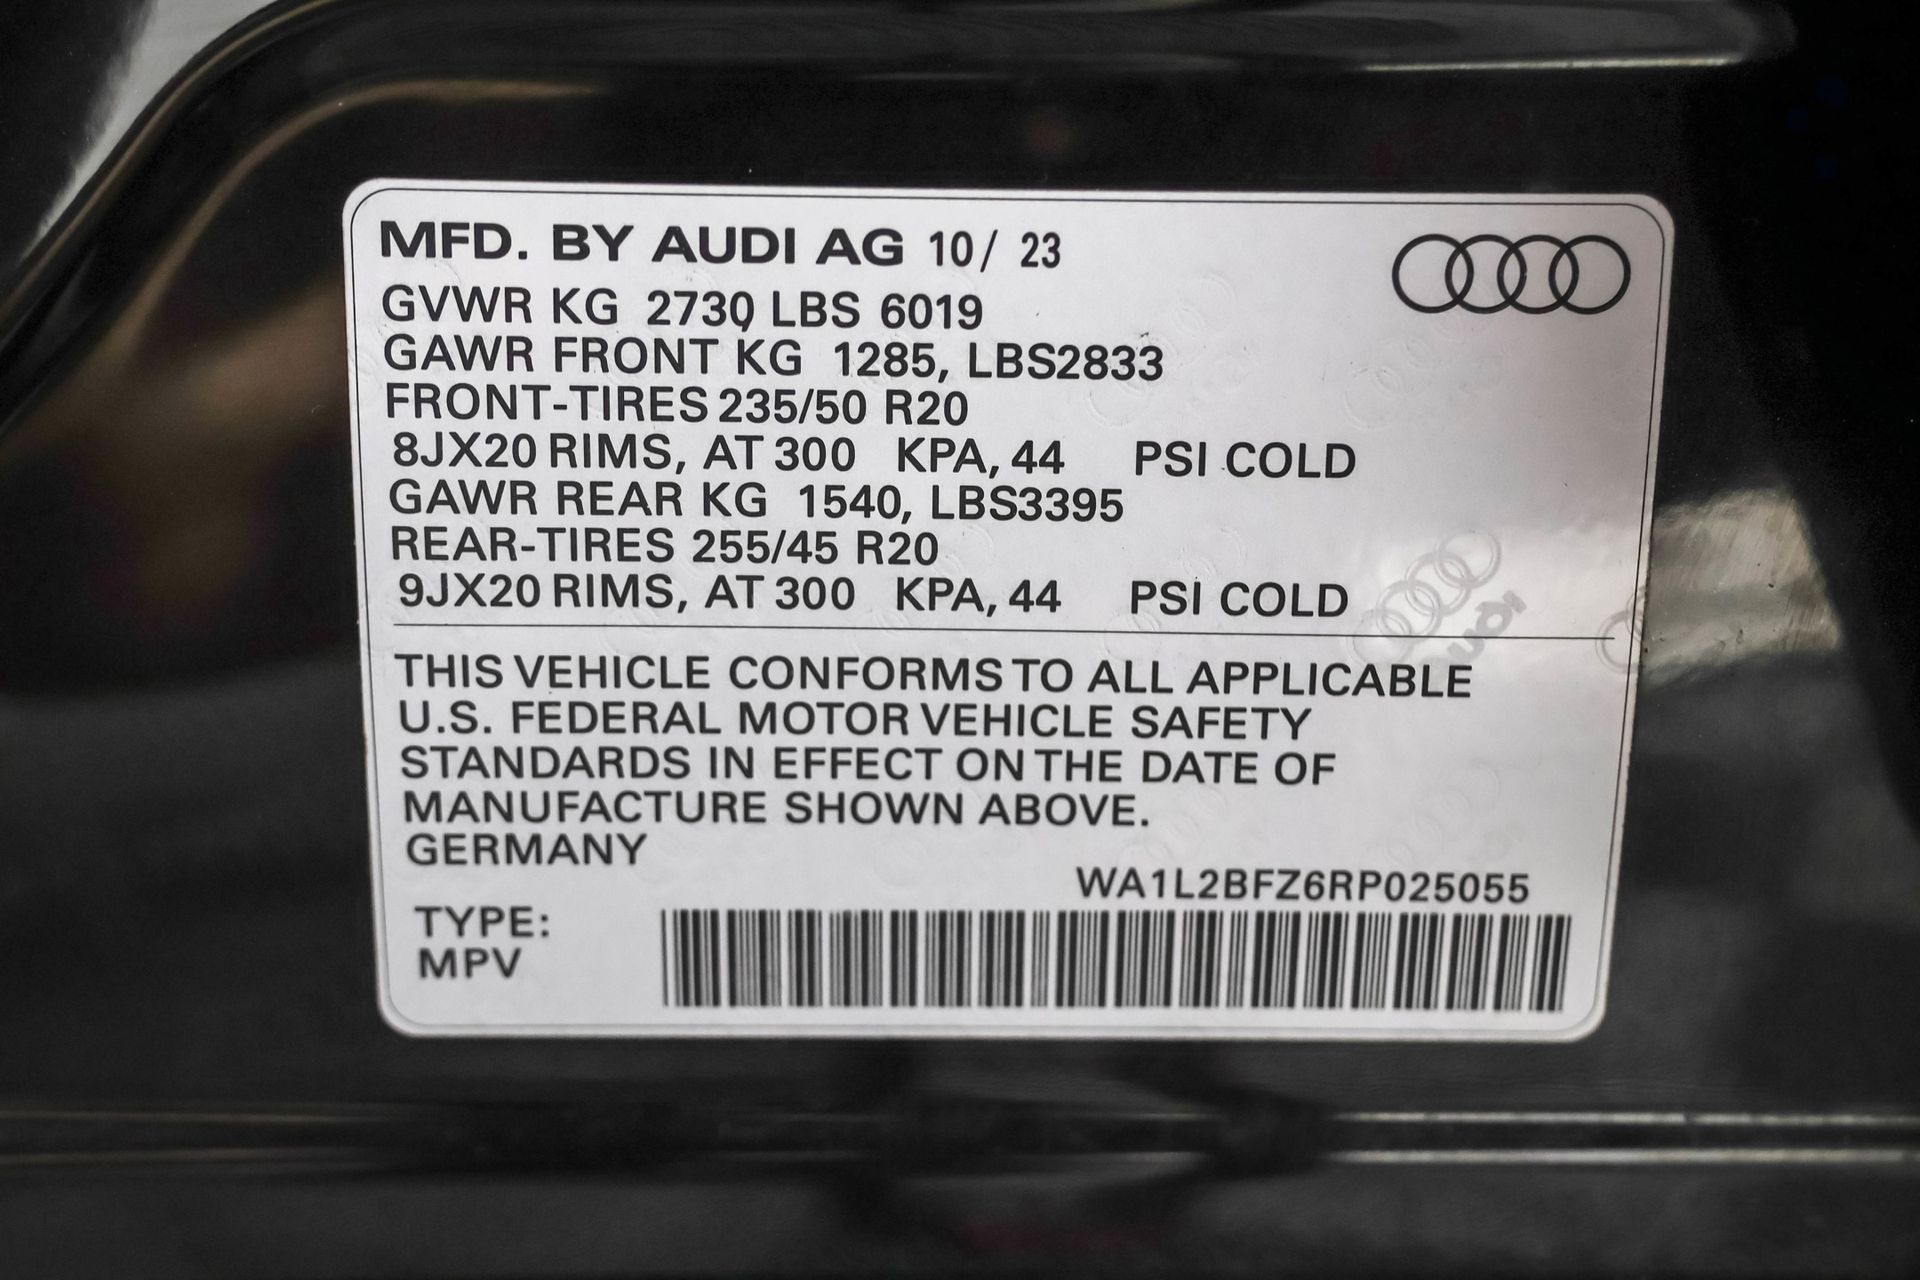 MFD. BY AUDI AG 10/ 23
GVWR KG 2730 LBS 6019
GAWR FRONT KG 1285, LBS2833
FRONT-TIRES 235/50 R20
8JX20 RIMS, AT 300 KPA, 44 PSI COLD
GAWR REAR KG 1540, LBS3395
REAR-TIRES 255/45 R20
9JX20 RIMS, AT 300 KPA, 44 PSI COLD
AUDI
THIS VEHICLE CONFORMS TO ALL APPLICABLE
U.S. FEDERAL MOTOR VEHICLE SAFETY
STANDARDS IN EFFECT ON THE DATE OF
MANUFACTURE SHOWN ABOVE.
GERMANY
WA1L2BFZ6RP025055
TYPE:
MPV